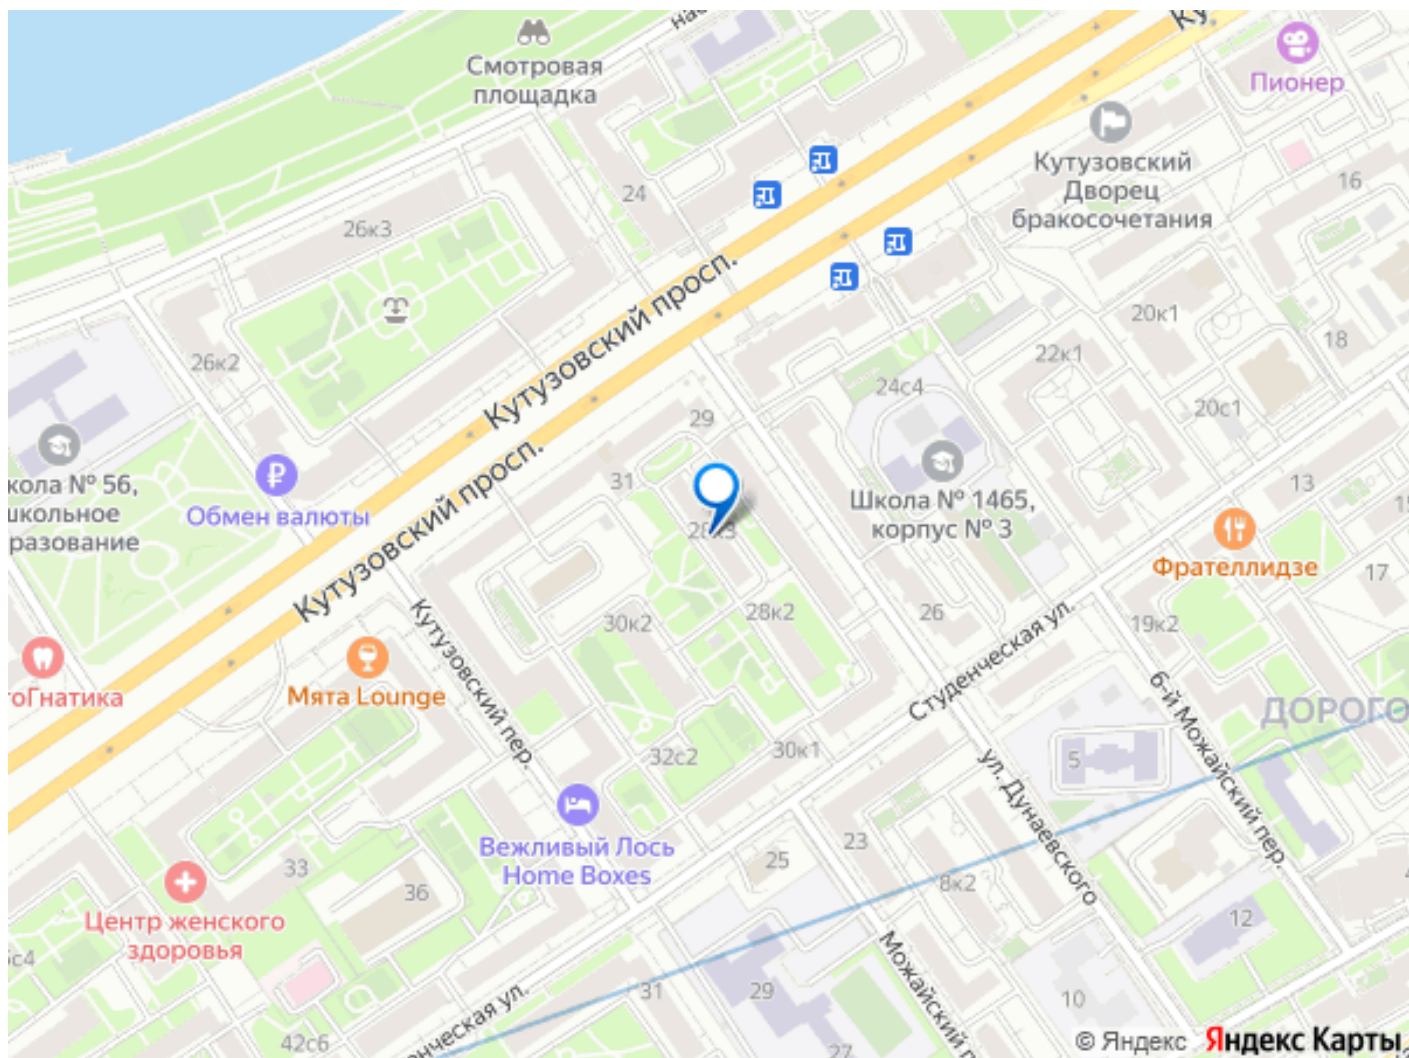 Смотровая
площадка
Пионер
Кутузовский
Дворец
бракосочетания
24
16
26к3
20к1
26к2
22к1
18
Кутузовский просп.
24с4
20с1
29
31
28к3
Школа № 1465,
корпус № 3
13
Обмен валюты
Кутузовский просп.
Фрателлидзе
17
30к2
28к2
26
19к2
Мята Lounge
Кутузовский пер.
Студенческая ул.
6-й Можайский пер.
32с2
30к1
5
ул. Дунаевского
Вежливый Лось
Home Boxes
33
36
25
23
8к2
12
Центр женского
здоровья
31
29
10
42с6
27
© Яндекс Яндекс Карты